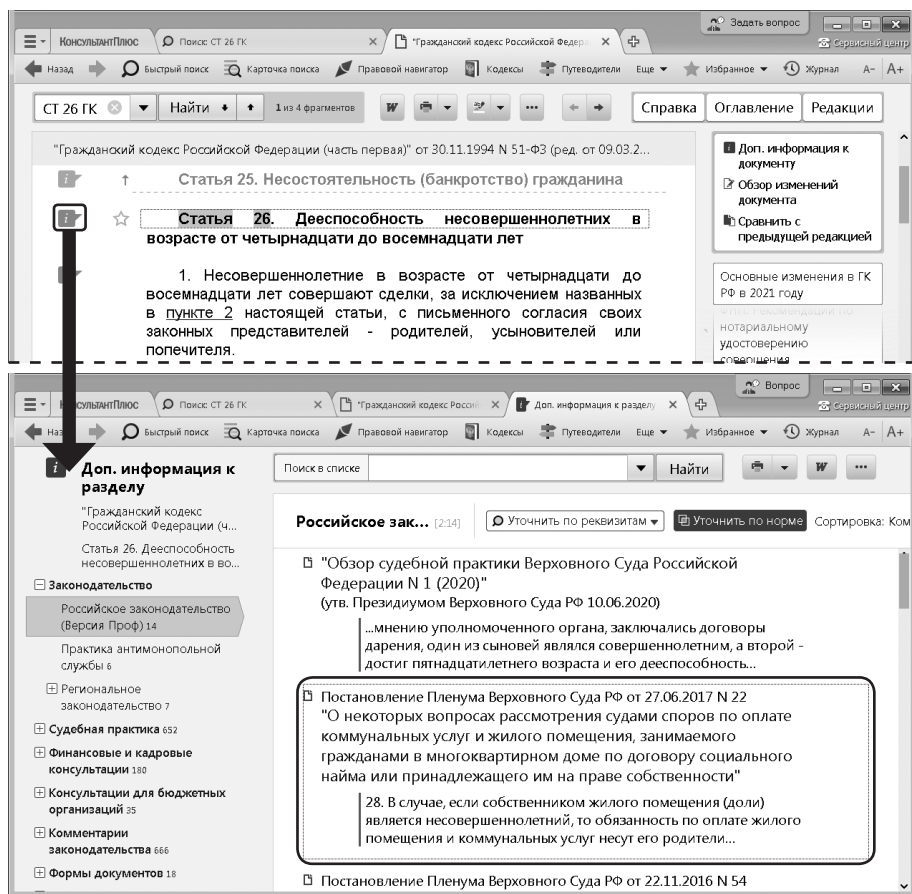 Задать вопрос
КонсультантПлюс
Поиск: СТ 26 ГК
"Гражданский кодекс Российской Федера
Сервисный центр
Назад
Быстрый поиск
Карточка поиска
Правовой навигатор
Кодексы
Путеводители
Еще
Избранное
Журнал
А-
А+
СТ 26 ГК
Найти
1 из 4 фрагментов
W
Справка
Оглавление
Редакции
"Гражданский кодекс Российской Федерации (часть первая)" от 30.11.1994 N 51-ФЗ (ред. от 09.03.2...
Статья 25. Несостоятельность (банкротство) гражданина
Статья 26. Дееспособность несовершеннолетних в
возрасте от четырнадцати до восемнадцати лет
1. Несовершеннолетние в возрасте от четырнадцати до
восемнадцати лет совершают сделки, за исключением названных
в пункте 2 настоящей статьи, с письменного согласия своих
законных представителей - родителей, усыновителей или
попечителя.
Доп. информация к
документу
Обзор изменений
документа
Сравнить с
предыдущей редакцией
Основные изменения в ГК
РФ в 2021 году
нотариальному
удостоверению
совершения
Вопрос
Поиск: СТ 26 ГК
"Гражданский кодекс Россий
Доп. информация к разделу
Сервисный центр
Быстрый поиск
Карточка поиска
Правовой навигатор
Кодексы
Путеводители
Еще
Избранное
Журнал
А-
А+
Доп. информация к
разделу
"Гражданский кодекс
Российской Федерации (ч...
Статья 26. Дееспособность
несовершеннолетних в во...
Законодательство
Российское законодательство
(Версия Проф) 14
Практика антимонопольной
службы 6
Региональное
законодательство 7
Судебная практика 652
Финансовые и кадровые
консультации 180
Консультации для бюджетных
организаций 35
Комментарии
законодательства 666
Формы документов 18
Поиск в списке
Найти
W
Российское зак... [2:14]
Уточнить по реквизитам
Уточнить по норме
Сортировка: Ком
"Обзор судебной практики Верховного Суда Российской
Федерации N 1 (2020)"
(утв. Президиумом Верховного Суда РФ 10.06.2020)
...мнению уполномоченного органа, заключались договоры
дарения, один из сыновей являлся совершеннолетним, а второй -
достиг пятнадцатилетнего возраста и его дееспособность...
Постановление Пленума Верховного Суда РФ от 27.06.2017 N 22
"О некоторых вопросах рассмотрения судами споров по оплате
коммунальных услуг и жилого помещения, занимаемого
гражданами в многоквартирном доме по договору социального
найма или принадлежащего им на праве собственности"
28. В случае, если собственником жилого помещения (доли)
является несовершеннолетний, то обязанность по оплате жилого
помещения и коммунальных услуг несут его родители...
Постановление Пленума Верховного Суда РФ от 22.11.2016 N 54